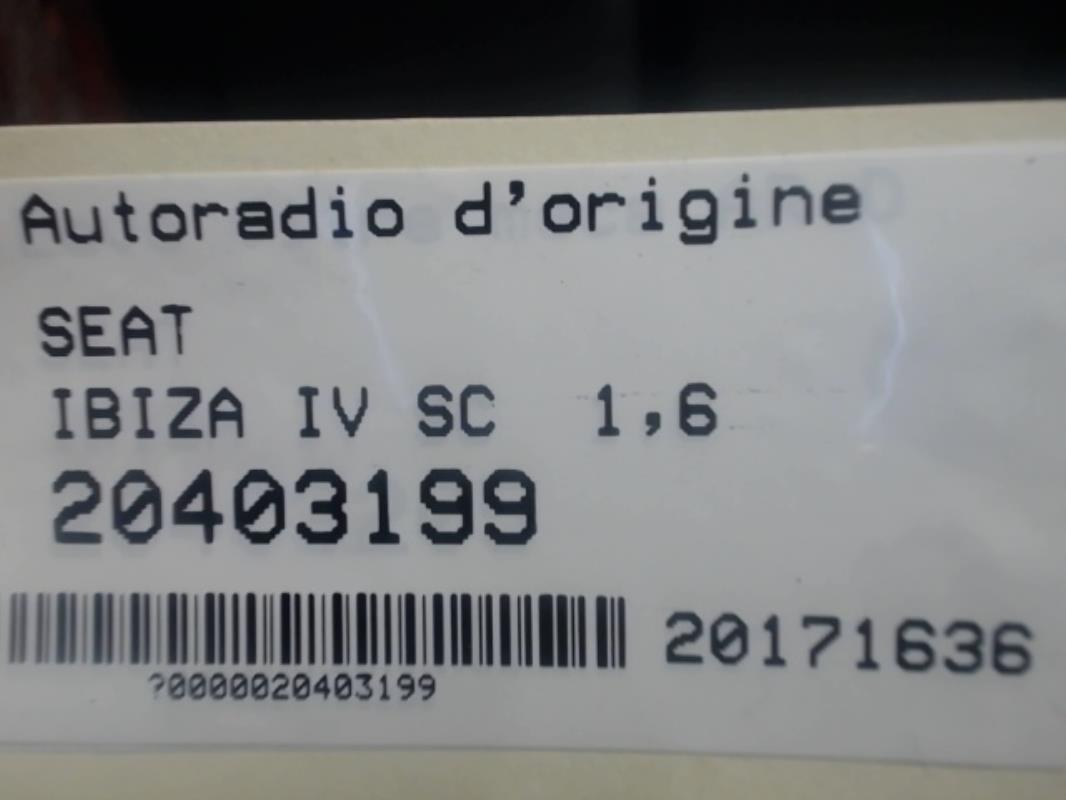 Autoradio d'origine
SEAT
IBIZA IV SC 1,6
20403199
20171636
?0000020403199